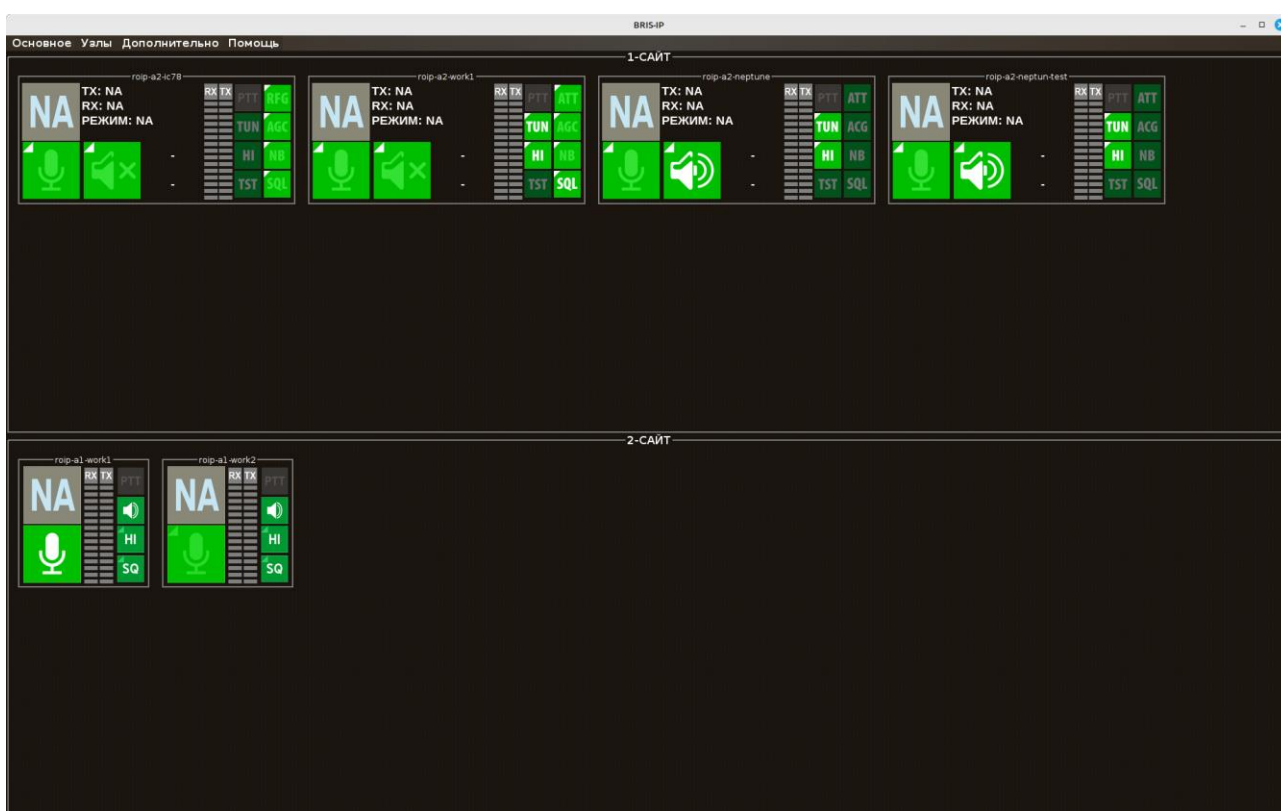 BRIS-IP
Основное Узлы Дополнительно Помощь
1-САЙТ
roip-a2-ic78
NA
TX: NA
RX: NA
РЕЖИМ: NA
-
-
RX TX
PTT RFG
TUN AGC
HI NB
TST SQL
roip-a2-work1
NA
TX: NA
RX: NA
РЕЖИМ: NA
-
-
RX TX
PTT ATT
TUN AGC
HI NB
TST SQL
roip-a2-neptune
NA
TX: NA
RX: NA
РЕЖИМ: NA
-
-
RX TX
PTT ATT
TUN ACG
HI NB
TST SQL
roip-a2-neptun-test
NA
TX: NA
RX: NA
РЕЖИМ: NA
-
-
RX TX
PTT ATT
TUN ACG
HI NB
TST SQL
2-САЙТ
roip-a1-work1
NA
RX TX
PTT
HI
SQ
roip-a1-work2
NA
RX TX
PTT
HI
SQ